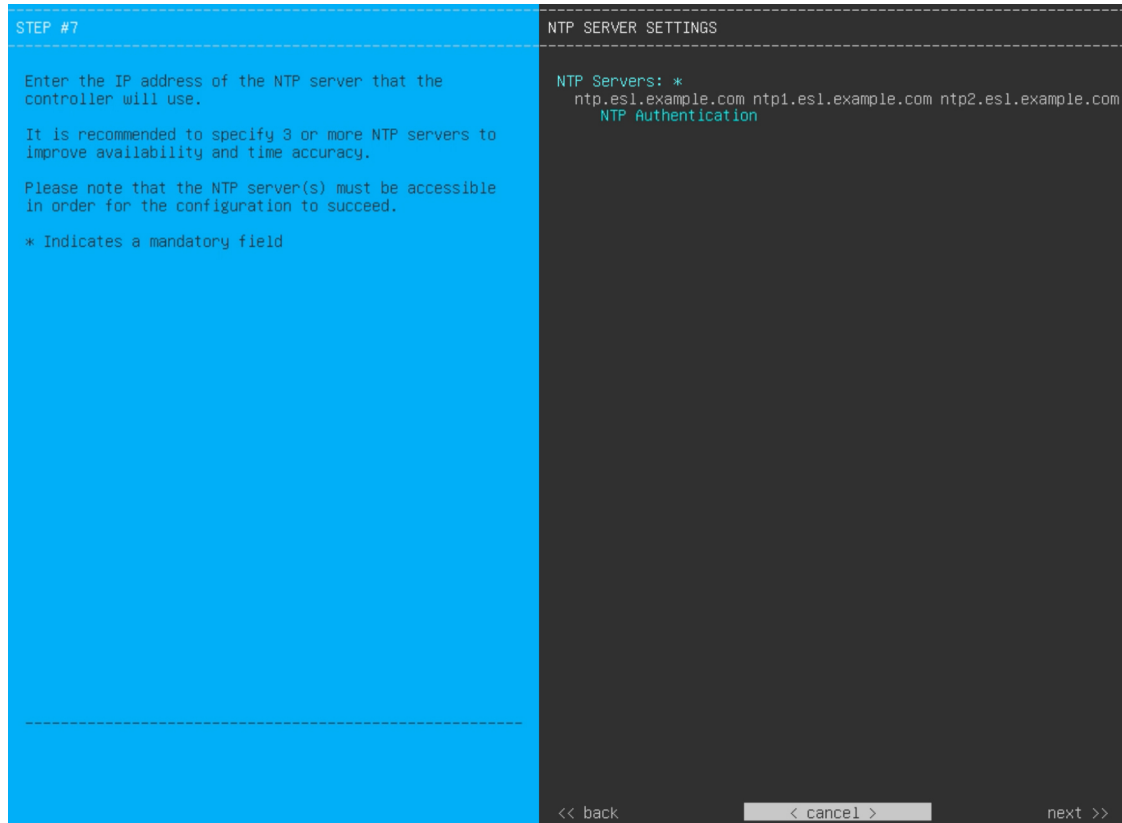 STEP #7
Enter the IP address of the NTP server that the
controller will use.
It is recommended to specify 3 or more NTP servers to
improve availability and time accuracy.
Please note that the NTP server(s) must be accessible
in order for the configuration to succeed.
* Indicates a mandatory field
NTP SERVER SETTINGS
NTP Servers: *
ntp.esl.example.com ntp1.esl.example.com ntp2.esl.example.com
NTP Authentication
<< back < cancel > next >>